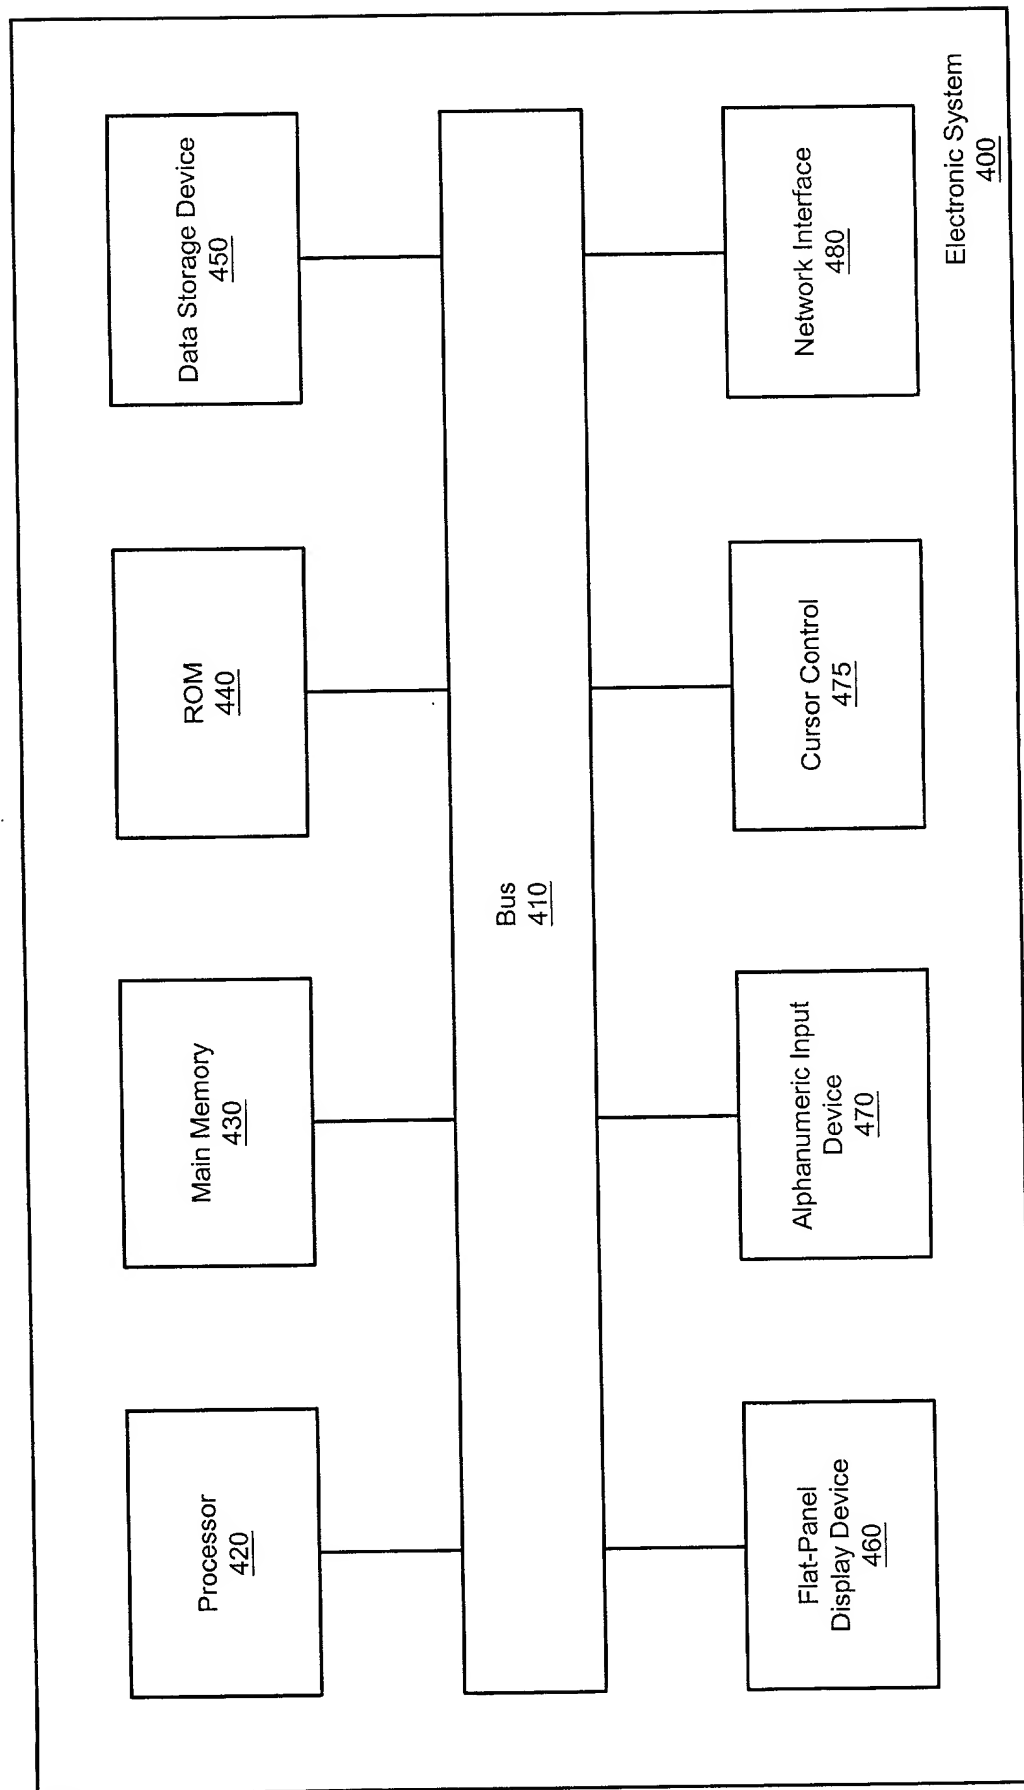 Processor
420
Main Memory
430
ROM
440
Data Storage Device
450
Bus
410
Flat-Panel
Display Device
460
Alphanumeric Input
Device
470
Cursor Control
475
Network Interface
480
Electronic System
400